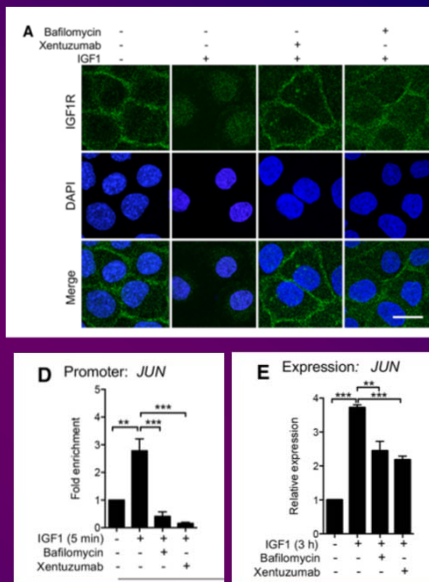 A
Bafilomycin - - - +
Xentuzumab - - + -
IGF1 - + + +
IGF1R
DAPI
Merge
D Promoter: JUN
Fold enrichment
5
4
3
2
1
0
** ***
***
IGF1 (5 min) - + + +
Bafilomycin - - + -
Xentuzumab - - - +
E Expression: JUN
Relative expression
4
3
2
1
0
**
*** ***
IGF1 (3 h) - + + +
Bafilomycin - - + -
Xentuzumab - - - +